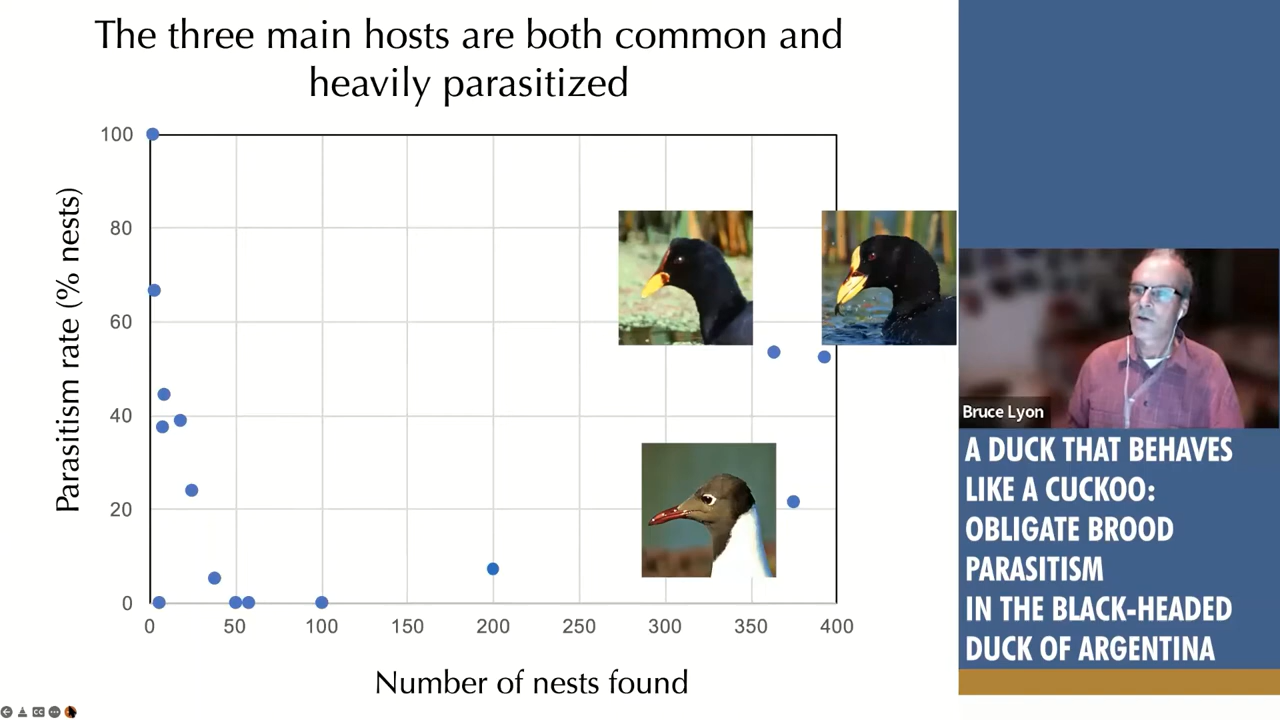 The three main hosts are both common and
heavily parasitized
Parasitism rate (% nests)
100
80
60
40
20
0
0 50 100 150 200 250 300 350 400
Number of nests found
Bruce Lyon
A DUCK THAT BEHAVES
LIKE A CUCKOO:
OBLIGATE BROOD
PARASITISM
IN THE BLACK-HEADED
DUCK OF ARGENTINA